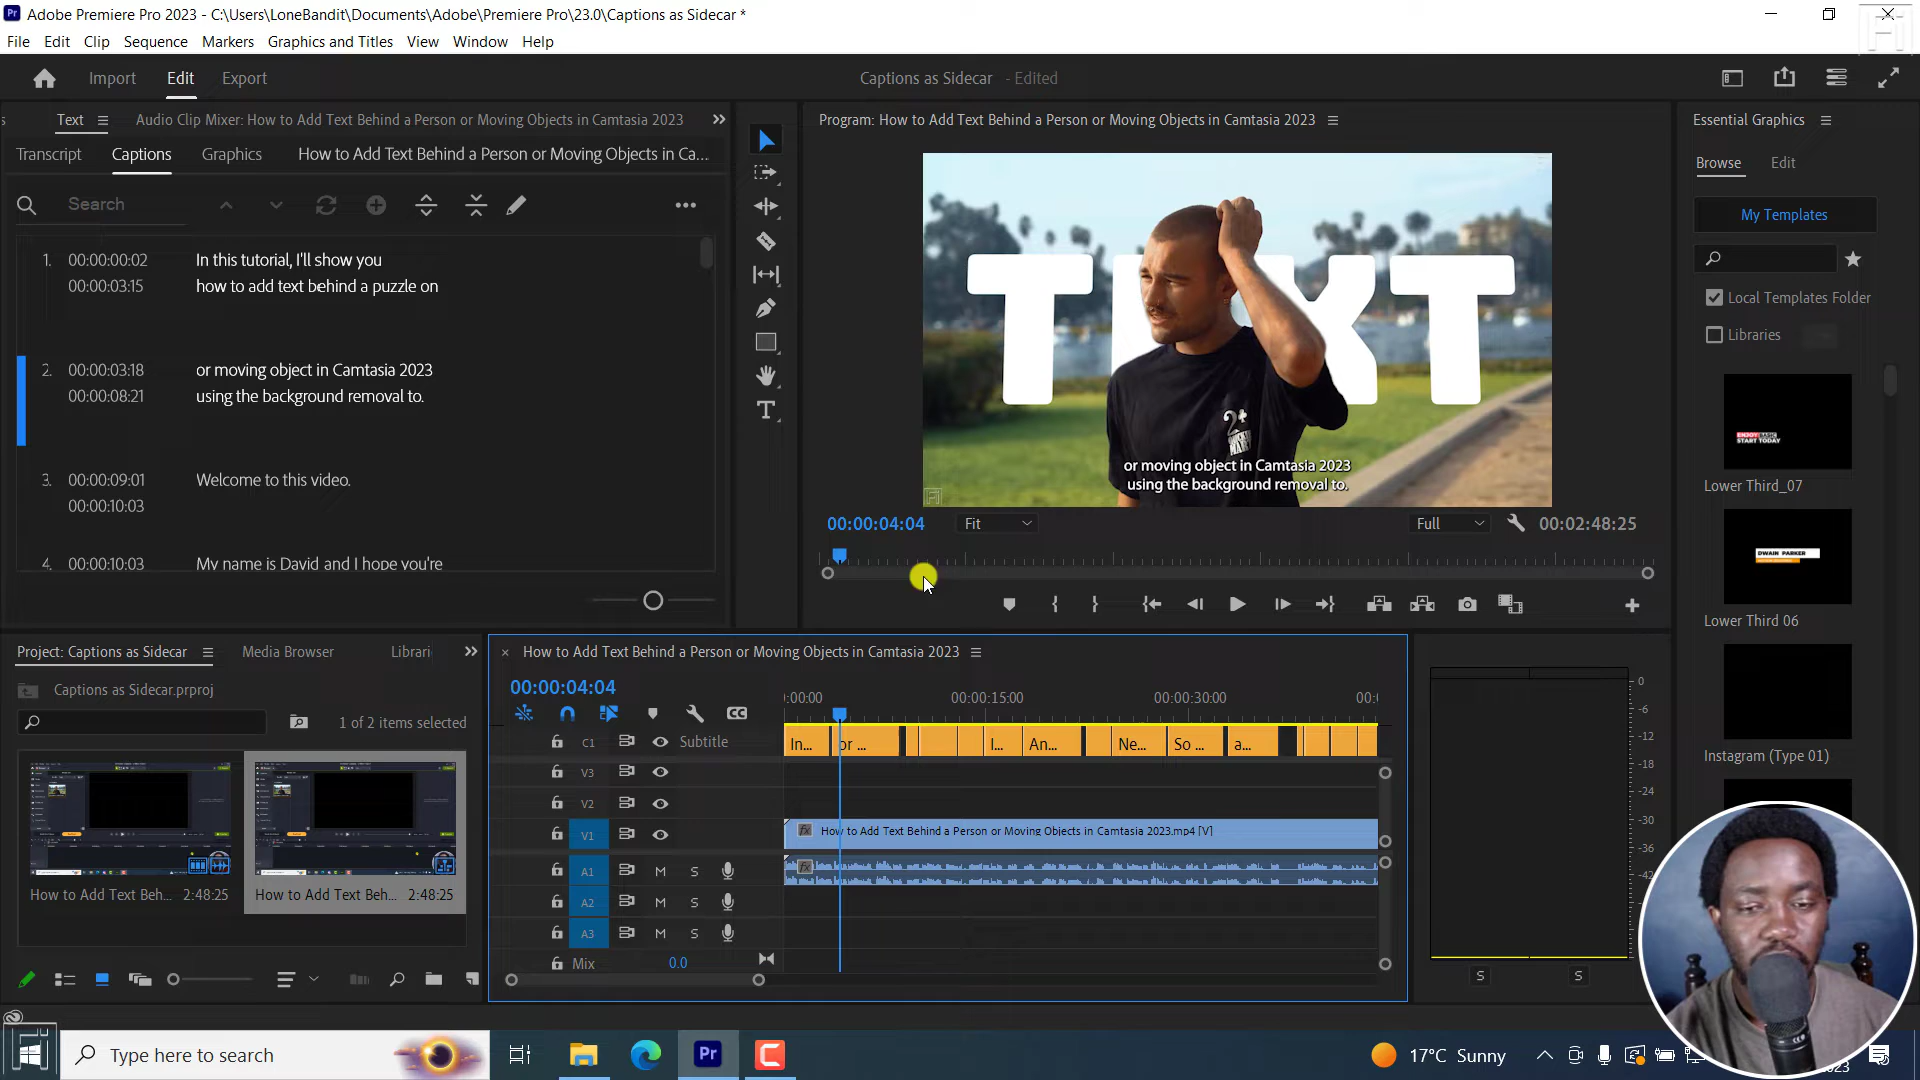 Adobe Premiere Pro 2023 - C:\Users\LoneBandit\Documents\Adobe\Premiere Pro\23.0\Captions as Sidecar *
File Edit Clip Sequence Markers Graphics and Titles View Window Help
Import Edit Export
Captions as Sidecar - Edited
Text Audio Clip Mixer: How to Add Text Behind a Person or Moving Objects in Camtasia 2023
Transcript Captions Graphics How to Add Text Behind a Person or Moving Objects in Ca...
Search
1. 00:00:00:02 In this tutorial, I'll show you
00:00:03:15 how to add text behind a puzzle on
2. 00:00:03:18 or moving object in Camtasia 2023
00:00:08:21 using the background removal to.
3. 00:00:09:01 Welcome to this video.
00:00:10:03
4. 00:00:10:03 My name is David and I hope you're
Program: How to Add Text Behind a Person or Moving Objects in Camtasia 2023
TEXT
or moving object in Camtasia 2023
using the background removal to.
00:00:04:04 Fit Full 00:02:48:25
Essential Graphics
Browse Edit
My Templates
Local Templates Folder
Libraries
ENJOY BASIC
START TODAY
Lower Third_07
DWAIN PARKER
Lower Third 06
Instagram (Type 01)
Project: Captions as Sidecar Media Browser Librari
Captions as Sidecar.prproj
1 of 2 items selected
How to Add Text Beh... 2:48:25
How to Add Text Beh... 2:48:25
× How to Add Text Behind a Person or Moving Objects in Camtasia 2023
00:00:04:04
:00:00 00:00:15:00 00:00:30:00 00:0
C1 Subtitle In... or ... I... An... Ne... So ... a...
V3
V2
V1 fx How to Add Text Behind a Person or Moving Objects in Camtasia 2023.mp4 [V]
A1 M S fx
A2 M S
A3 M S
Mix 0.0
0
-6
-12
-18
-24
-30
-36
-42
S S
Type here to search
Pr
17°C Sunny